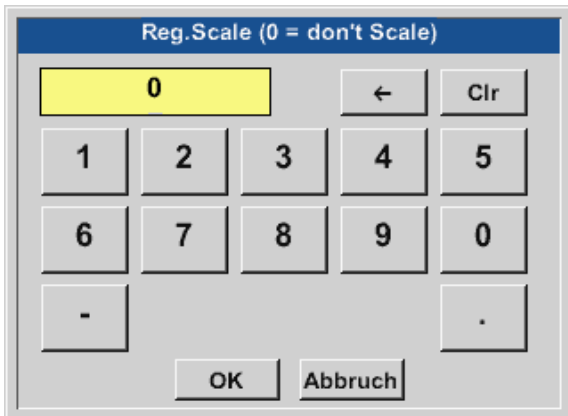 Reg.Scale (0 = don't Scale)
0 ← Clr
1 2 3 4 5
6 7 8 9 0
- .
OK Abbruch